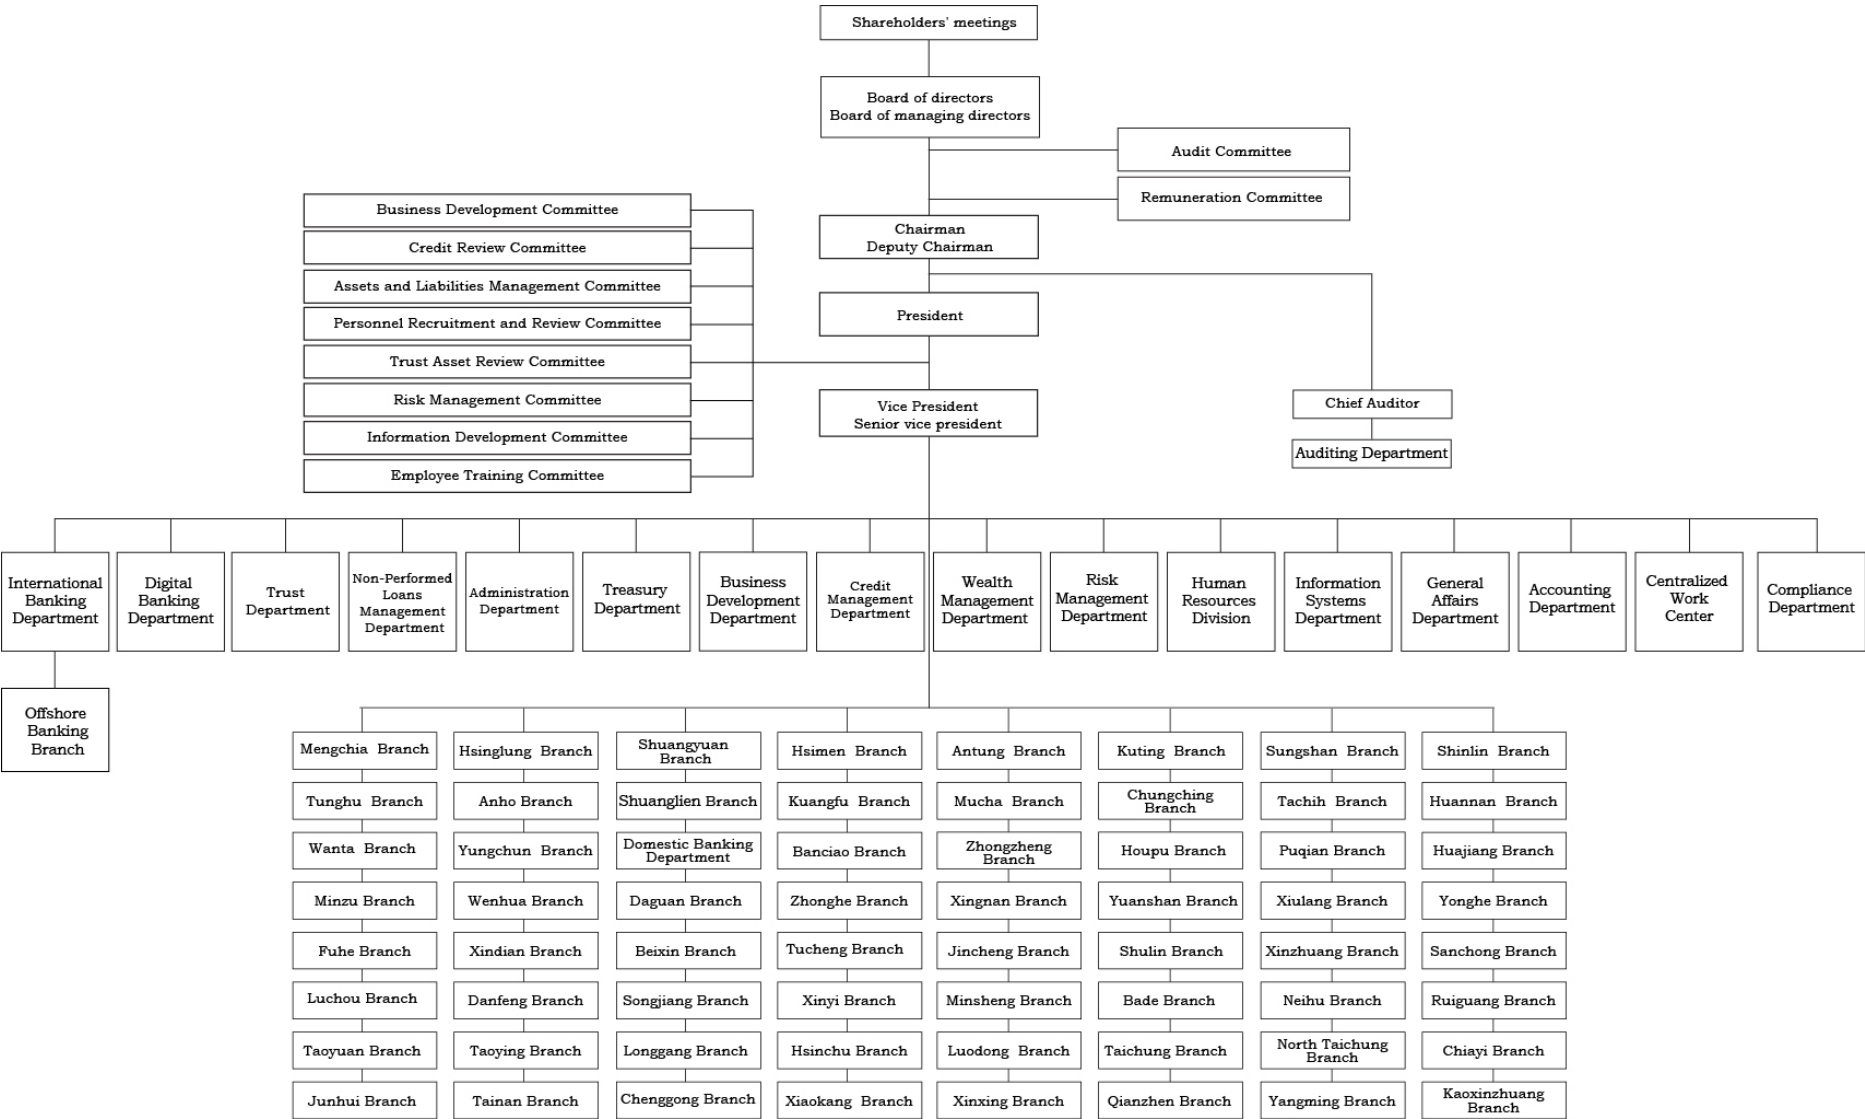 Shareholders' meetings
Board of directors
Board of managing directors
Audit Committee
Remuneration Committee
Business Development Committee
Credit Review Committee
Assets and Liabilities Management Committee
Personnel Recruitment and Review Committee
Trust Asset Review Committee
Risk Management Committee
Information Development Committee
Employee Training Committee
Chairman
Deputy Chairman
President
Vice President
Senior vice president
Chief Auditor
Auditing Department
International
Banking
Department
Digital
Banking
Department
Trust
Department
Non-Performed
Loans
Management
Department
Administration
Department
Treasury
Department
Business
Development
Department
Credit
Management
Department
Wealth
Management
Department
Risk
Management
Department
Human
Resources
Division
Information
Systems
Department
General
Affairs
Department
Accounting
Department
Centralized
Work
Center
Compliance
Department
Offshore
Banking
Branch
Mengchia Branch
Hsinglung Branch
Shuangyuan
Branch
Hsimen Branch
Antung Branch
Kuting Branch
Sungshan Branch
Shinlin Branch
Tunghu Branch
Anho Branch
Shuanglien Branch
Kuangfu Branch
Mucha Branch
Chungching
Branch
Tachih Branch
Huannan Branch
Wanta Branch
Yungchun Branch
Domestic Banking
Department
Banciao Branch
Zhongzheng
Branch
Houpu Branch
Puqian Branch
Huajiang Branch
Minzu Branch
Wenhua Branch
Daguan Branch
Zhonghe Branch
Xingnan Branch
Yuanshan Branch
Xiulang Branch
Yonghe Branch
Fuhe Branch
Xindian Branch
Beixin Branch
Tucheng Branch
Jincheng Branch
Shulin Branch
Xinzhuang Branch
Sanchong Branch
Luchou Branch
Danfeng Branch
Songjiang Branch
Xinyi Branch
Minsheng Branch
Bade Branch
Neihu Branch
Ruiguang Branch
Taoyuan Branch
Taoying Branch
Longgang Branch
Hsinchu Branch
Luodong Branch
Taichung Branch
North Taichung
Branch
Chiayi Branch
Junhui Branch
Tainan Branch
Chenggong Branch
Xiaokang Branch
Xinxing Branch
Qianzhen Branch
Yangming Branch
Kaoxinzhuang
Branch